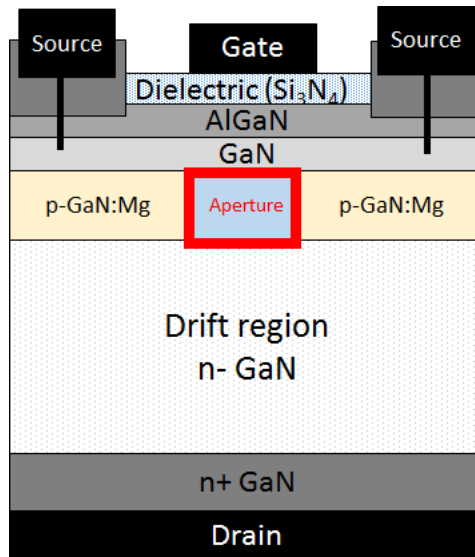 Source
Gate
Source
Dielectric (Si₃N₄)
AlGaN
GaN
p-GaN:Mg
Aperture
p-GaN:Mg
Drift region
n- GaN
n+ GaN
Drain